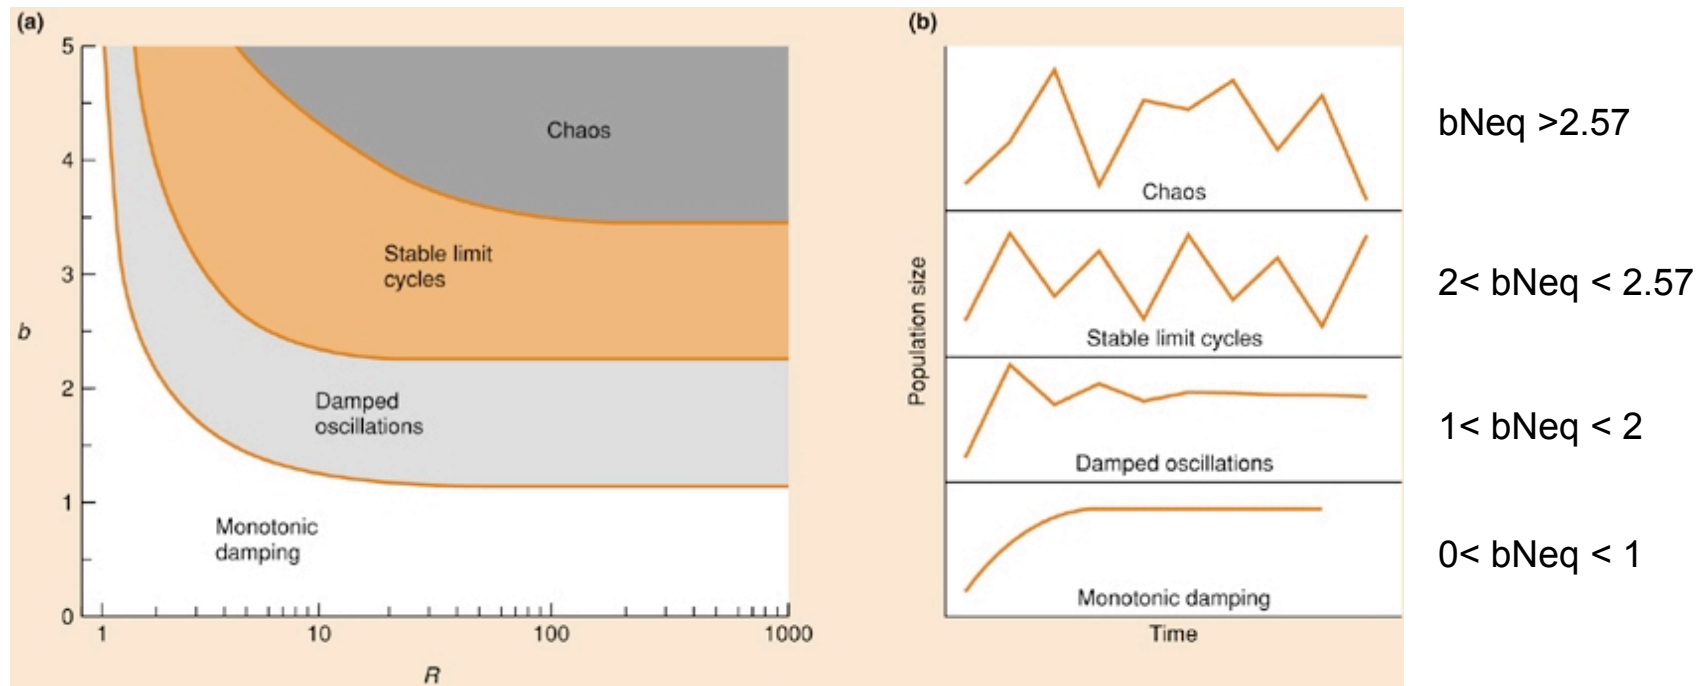 (a)
5
4
3
2
1
0
b
Chaos
Stable limit
cycles
Damped
oscillations
Monotonic
damping
1
10
100
1000
R
(b)
Population size
Chaos
Stable limit cycles
Damped oscillations
Monotonic damping
Time
bNeq >2.57
2< bNeq < 2.57
1< bNeq < 2
0< bNeq < 1